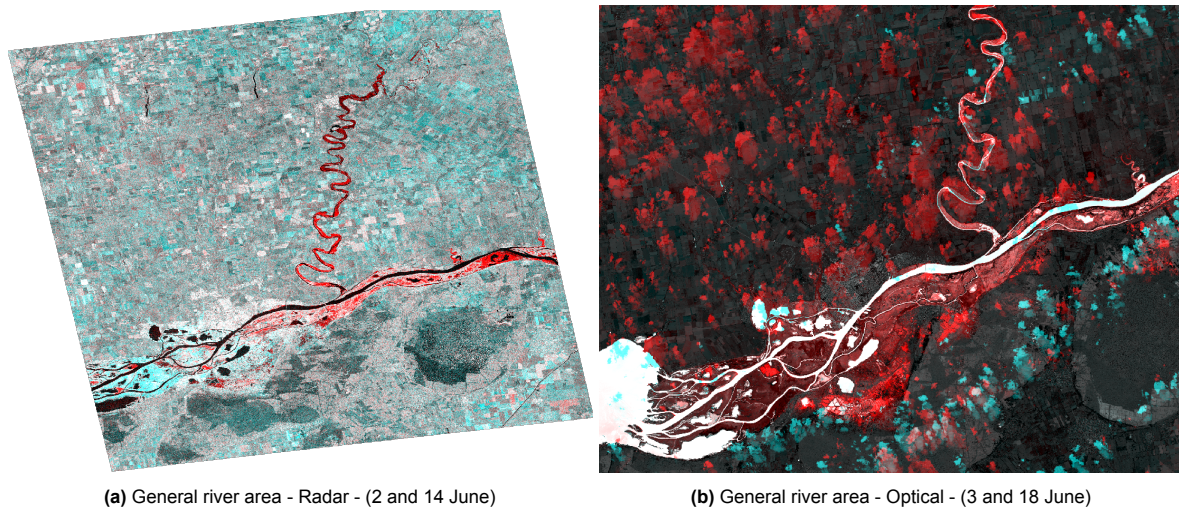 (a) General river area - Radar - (2 and 14 June)
(b) General river area - Optical - (3 and 18 June)